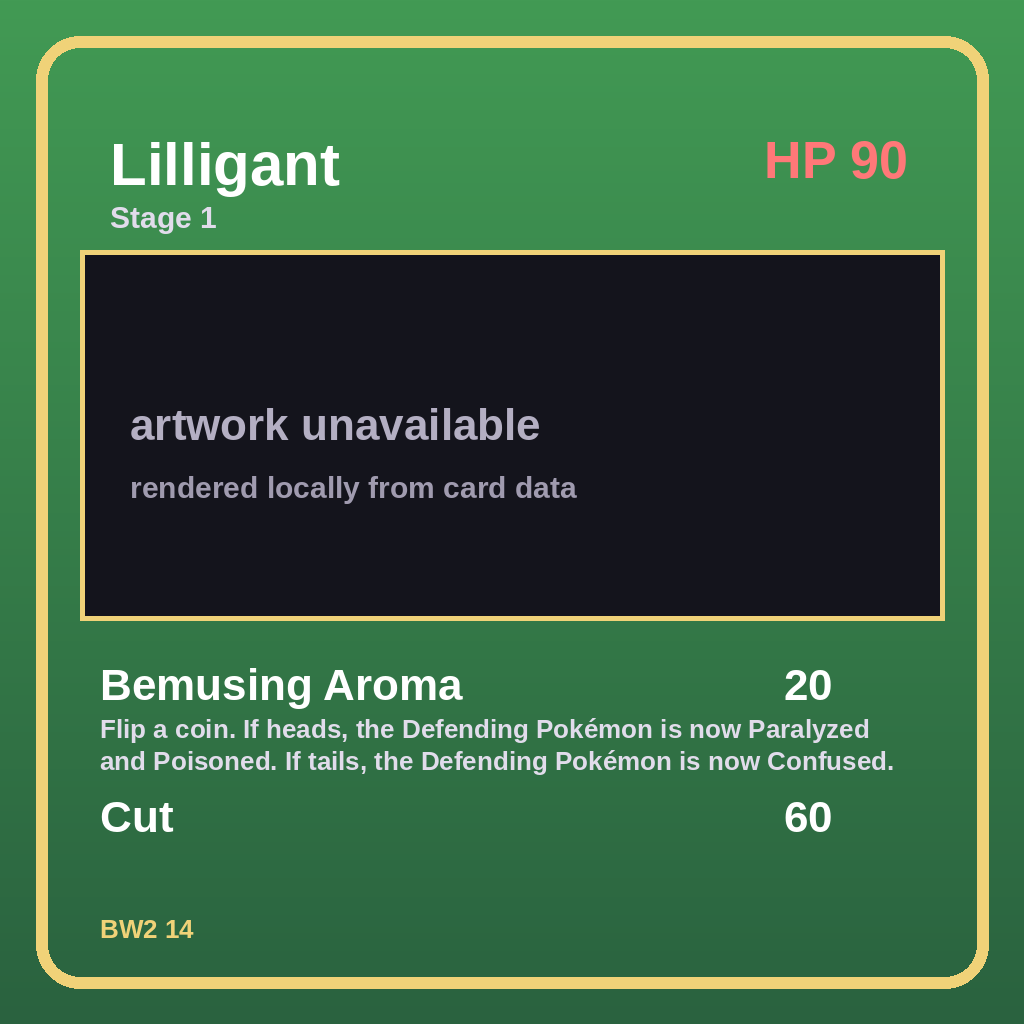 Lilligant
HP 90
Stage 1
artwork unavailable
rendered locally from card data
Bemusing Aroma
20
Flip a coin. If heads, the Defending Pokémon is now Paralyzed
and Poisoned. If tails, the Defending Pokémon is now Confused.
Cut
60
BW2 14